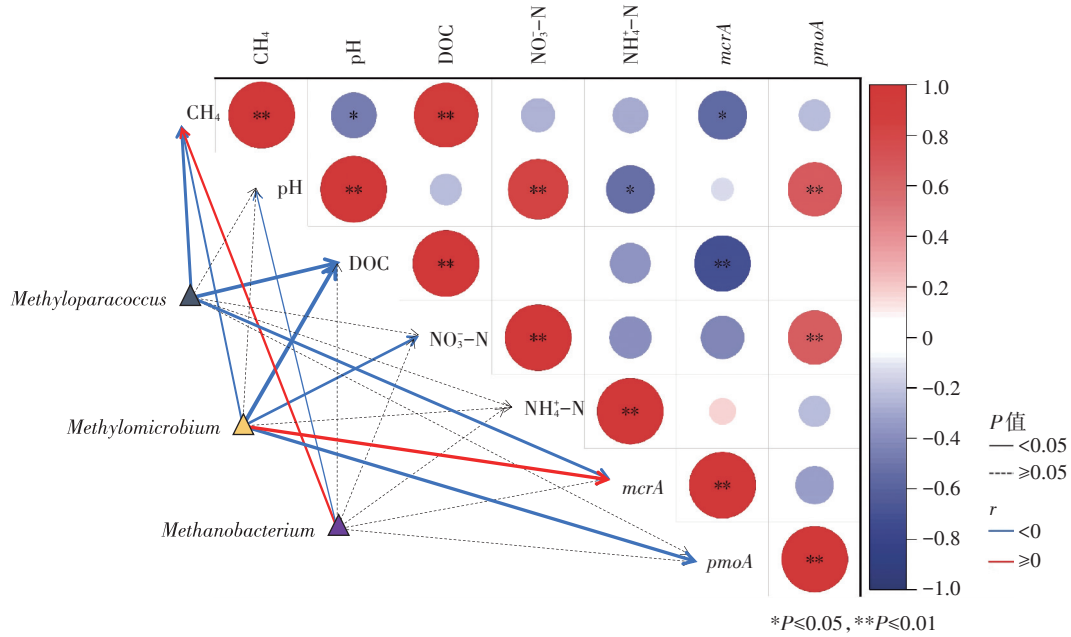 CH₄ pH DOC NO₃⁻-N NH₄⁺-N mcrA pmoA
CH₄ ** * ** * 1.0
0.8
pH ** ** * ** 0.6
0.4
DOC ** ** 0.2
Methyloparacoccus
NO₃⁻-N ** ** 0
-0.2
NH₄⁺-N **
Methylomicrobium
-0.4
P值
<0.05
≥0.05
mcrA ** -0.6
r
Methanobacterium
<0
-0.8
≥0
pmoA ** -1.0
*P≤0.05,**P≤0.01